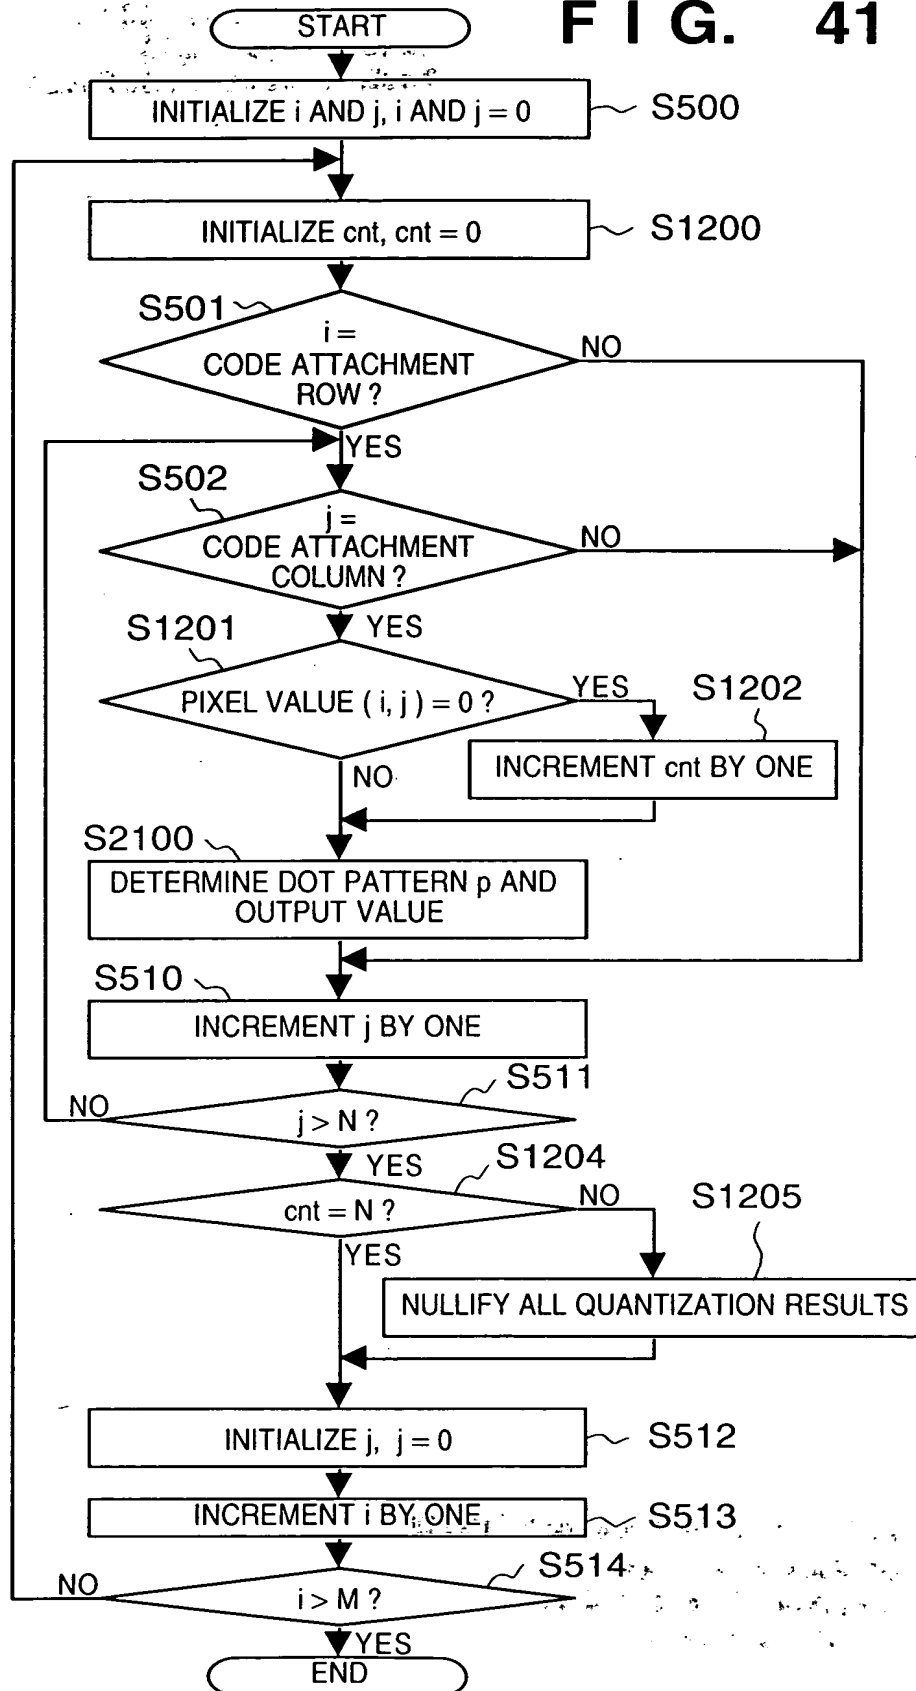 FIG. 41
START
INITIALIZE i AND j, i AND j = 0
S500
INITIALIZE cnt, cnt = 0
S1200
S501
i =
CODE ATTACHMENT
ROW ?
NO
YES
S502
j =
CODE ATTACHMENT
COLUMN ?
NO
YES
S1201
PIXEL VALUE ( i, j ) = 0 ?
YES
S1202
INCREMENT cnt BY ONE
NO
S2100
DETERMINE DOT PATTERN p AND
OUTPUT VALUE
S510
INCREMENT j BY ONE
S511
NO
j > N ?
YES
S1204
cnt = N ?
NO
S1205
YES
NULLIFY ALL QUANTIZATION RESULTS
INITIALIZE j, j = 0
S512
INCREMENT i BY ONE
S513
S514
NO
i > M ?
YES
END